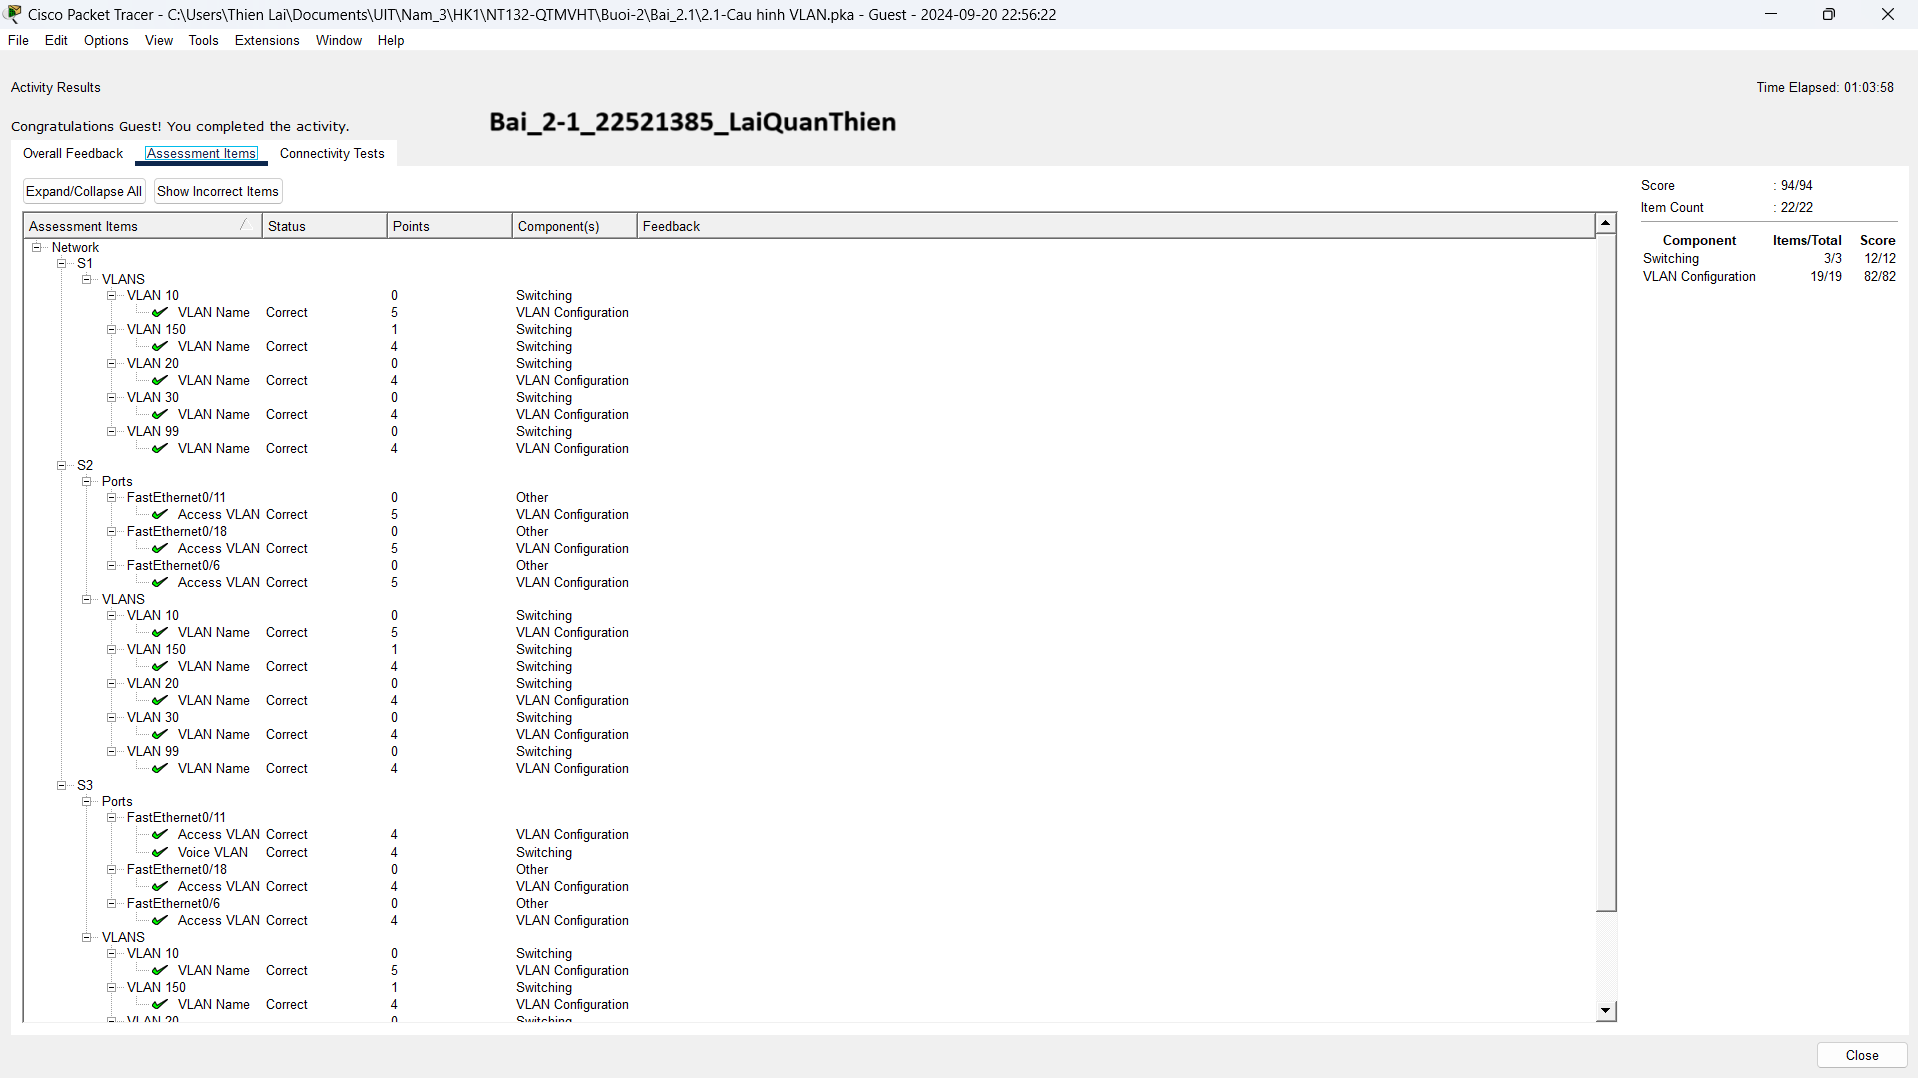 Cisco Packet Tracer - C:\Users\Thien Lai\Documents\UIT\Nam_3\HK1\NT132-QTMVHT\Buoi-2\Bai_2.1\2.1-Cau hinh VLAN.pka - Guest - 2024-09-20 22:56:22
File Edit Options View Tools Extensions Window Help
Activity Results Time Elapsed: 01:03:58
Congratulations Guest! You completed the activity. Bai_2-1_22521385_LaiQuanThien
Overall Feedback Assessment Items Connectivity Tests
Expand/Collapse All Show Incorrect Items
Assessment Items Status Points Component(s) Feedback
Network
S1
VLANS
VLAN 10 0 Switching
VLAN Name Correct 5 VLAN Configuration
VLAN 150 1 Switching
VLAN Name Correct 4 Switching
VLAN 20 0 Switching
VLAN Name Correct 4 VLAN Configuration
VLAN 30 0 Switching
VLAN Name Correct 4 VLAN Configuration
VLAN 99 0 Switching
VLAN Name Correct 4 VLAN Configuration
S2
Ports
FastEthernet0/11 0 Other
Access VLAN Correct 5 VLAN Configuration
FastEthernet0/18 0 Other
Access VLAN Correct 5 VLAN Configuration
FastEthernet0/6 0 Other
Access VLAN Correct 5 VLAN Configuration
VLANS
VLAN 10 0 Switching
VLAN Name Correct 5 VLAN Configuration
VLAN 150 1 Switching
VLAN Name Correct 4 Switching
VLAN 20 0 Switching
VLAN Name Correct 4 VLAN Configuration
VLAN 30 0 Switching
VLAN Name Correct 4 VLAN Configuration
VLAN 99 0 Switching
VLAN Name Correct 4 VLAN Configuration
S3
Ports
FastEthernet0/11
Access VLAN Correct 4 VLAN Configuration
Voice VLAN Correct 4 Switching
FastEthernet0/18 0 Other
Access VLAN Correct 4 VLAN Configuration
FastEthernet0/6 0 Other
Access VLAN Correct 4 VLAN Configuration
VLANS
VLAN 10 0 Switching
VLAN Name Correct 5 VLAN Configuration
VLAN 150 1 Switching
VLAN Name Correct 4 VLAN Configuration
VLAN 20 0 Switching
Score : 94/94
Item Count : 22/22
Component Items/Total Score
Switching 3/3 12/12
VLAN Configuration 19/19 82/82
Close